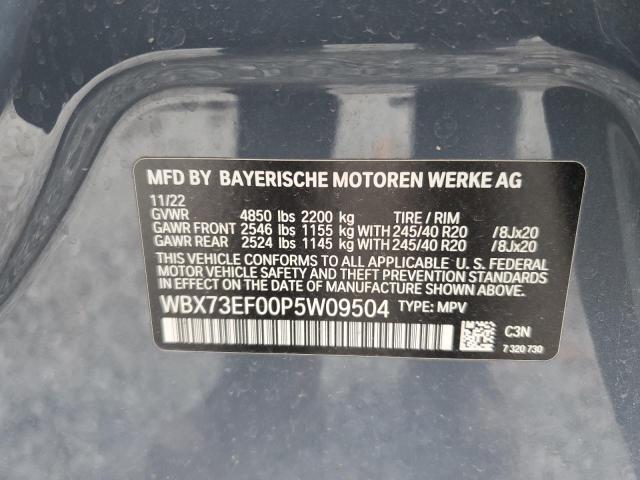 MFD BY BAYERISCHE MOTOREN WERKE AG
11/22
GVWR 4850 lbs 2200 kg TIRE / RIM
GAWR FRONT 2546 lbs 1155 kg WITH 245/40 R20 /8Jx20
GAWR REAR 2524 lbs 1145 kg WITH 245/40 R20 /8Jx20
THIS VEHICLE CONFORMS TO ALL APPLICABLE U. S. FEDERAL
MOTOR VEHICLE SAFETY AND THEFT PREVENTION STANDARDS
IN EFFECT ON THE DATE OF MANUFACTURE SHOWN ABOVE.
WBX73EF00P5W09504 TYPE: MPV
C3N
7 320 730